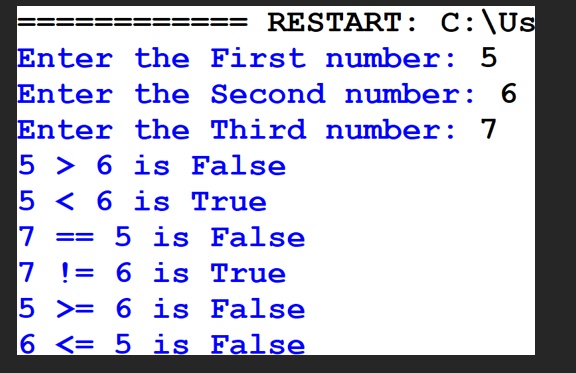 ============ RESTART: C:\Us
Enter the First number: 5
Enter the Second number: 6
Enter the Third number: 7
5 > 6 is False
5 < 6 is True
7 == 5 is False
7 != 6 is True
5 >= 6 is False
6 <= 5 is False